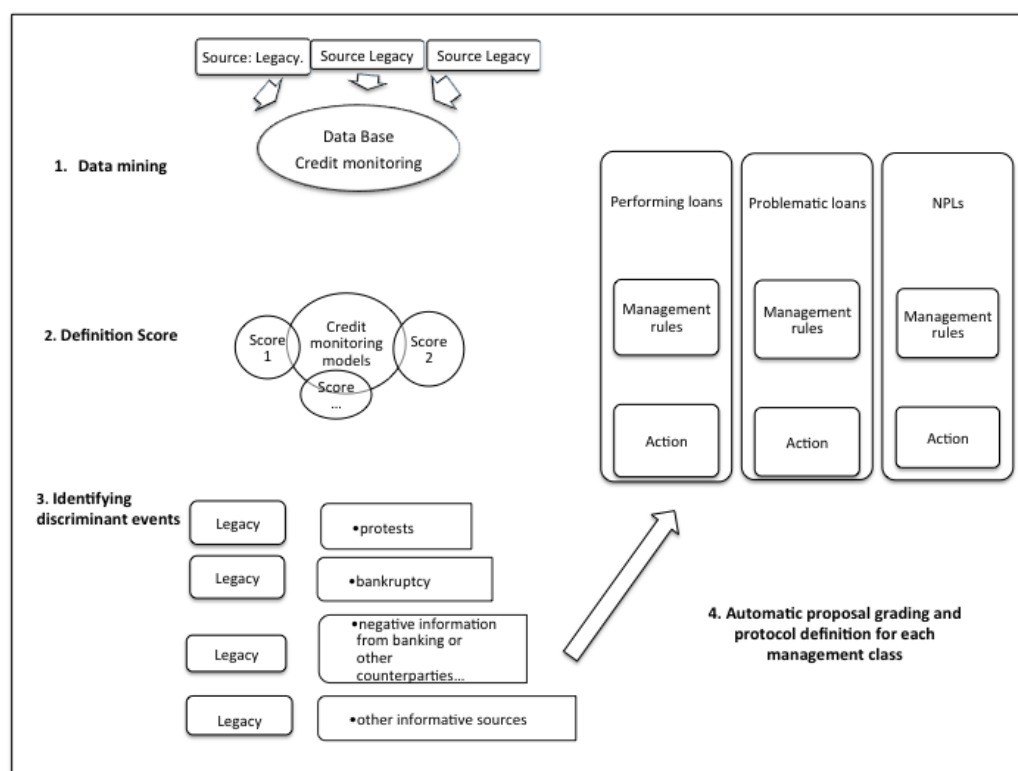 Source: Legacy.
Source Legacy
Source Legacy
Data Base
Credit monitoring
1. Data mining
Performing loans
Problematic loans
NPLs
Management
rules
Management
rules
Management
rules
Action
Action
Action
2. Definition Score
Score
1
Credit
monitoring
models
Score
2
Score
...
3. Identifying
discriminant events
Legacy
•protests
Legacy
•bankruptcy
Legacy
•negative information
from banking or
other
counterparties...
Legacy
•other informative sources
4. Automatic proposal grading and
protocol definition for each
management class